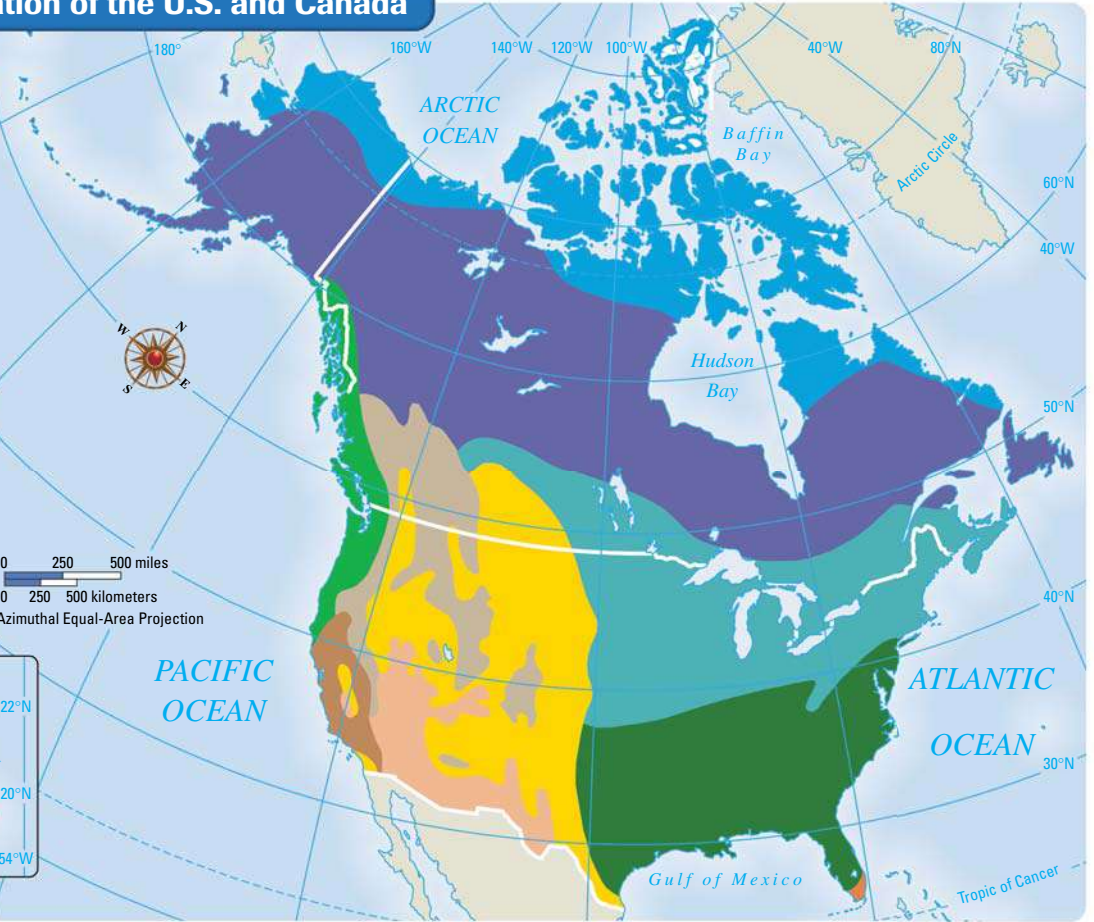 ation of the U.S. and Canada
180°
160°W
140°W
120°W
100°W
40°W
80°N
ARCTIC
OCEAN
Baffin
Bay
Arctic Circle
60°N
40°W
N
W
E
S
Hudson
Bay
50°N
0 250 500 miles
0 250 500 kilometers
Azimuthal Equal-Area Projection
40°N
PACIFIC
OCEAN
ATLANTIC
OCEAN
22°N
30°N
20°N
54°W
Gulf of Mexico
Tropic of Cancer